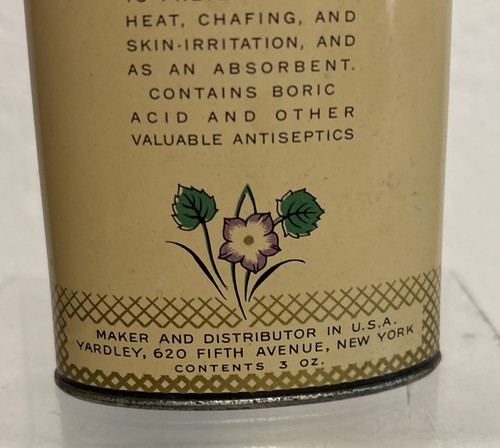 HEAT, CHAFING, AND
SKIN-IRRITATION, AND
AS AN ABSORBENT.
CONTAINS BORIC
ACID AND OTHER
VALUABLE ANTISEPTICS
MAKER AND DISTRIBUTOR IN U.S.A.
YARDLEY, 620 FIFTH AVENUE, NEW YORK
CONTENTS 3 OZ.